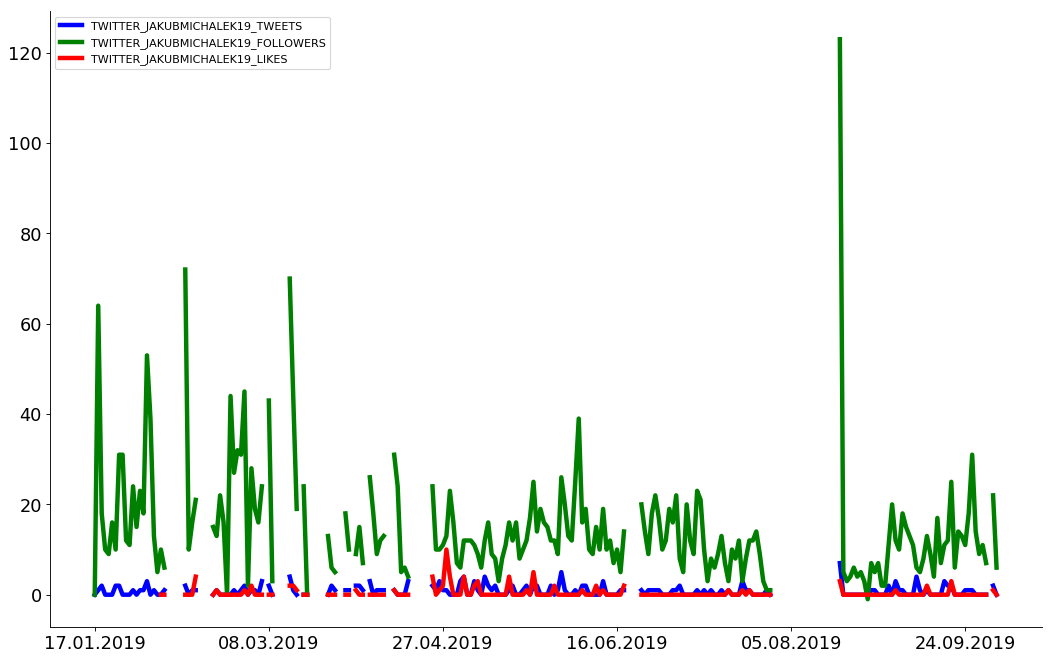 TWITTER_JAKUBMICHALEK19_TWEETS
TWITTER_JAKUBMICHALEK19_FOLLOWERS
TWITTER_JAKUBMICHALEK19_LIKES
120
100
80
60
40
20
0
17.01.2019 08.03.2019 27.04.2019 16.06.2019 05.08.2019 24.09.2019